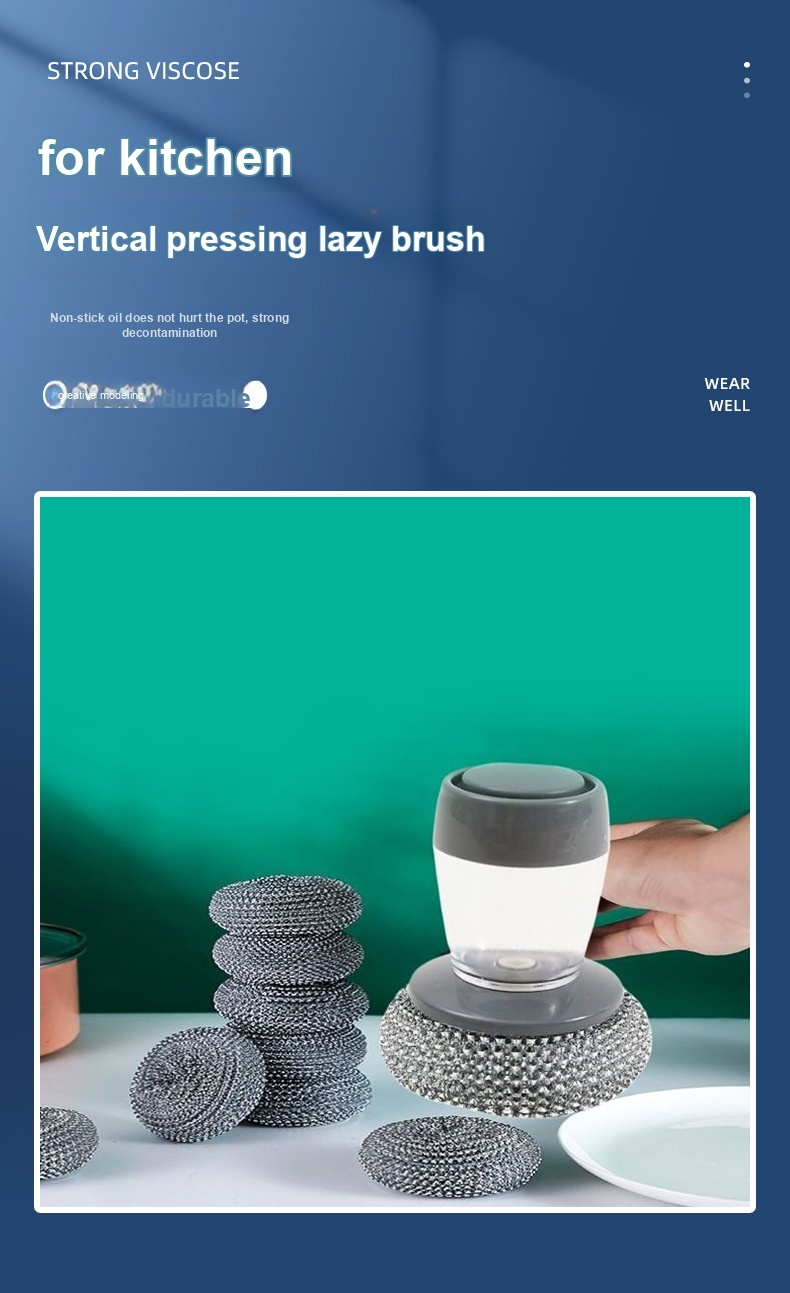 STRONG VISCOSE
for kitchen
Vertical pressing lazy brush
Non-stick oil does not hurt the pot, strong
decontamination
creative modeling
durable
WEAR
WELL